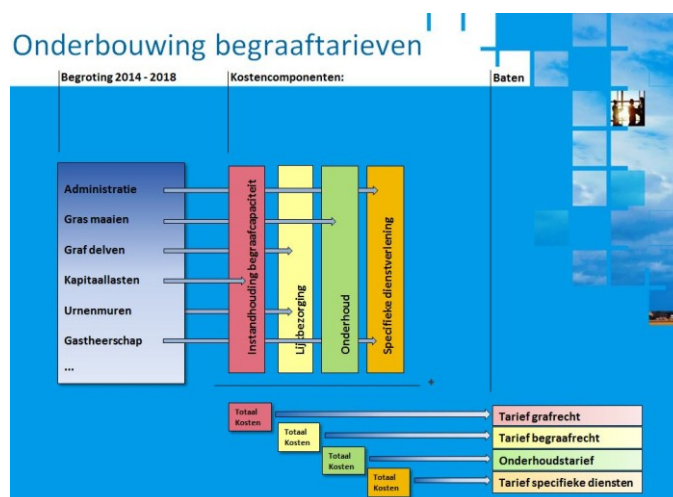 Onderbouwing begraaftarieven
Begroting 2014 - 2018
Kostencomponenten:
Baten
Administratie
Gras maaien
Graf delven
Kapitaallasten
Urnenmuren
Gastheerschap
...
Instandhouding begraafcapaciteit
Lijkbezorging
Onderhoud
Specifieke dienstverlening
+
Totaal
Kosten
Tarief grafrecht
Totaal
Kosten
Tarief begraafrecht
Totaal
Kosten
Onderhoudstarief
Totaal
Kosten
Tarief specifieke diensten